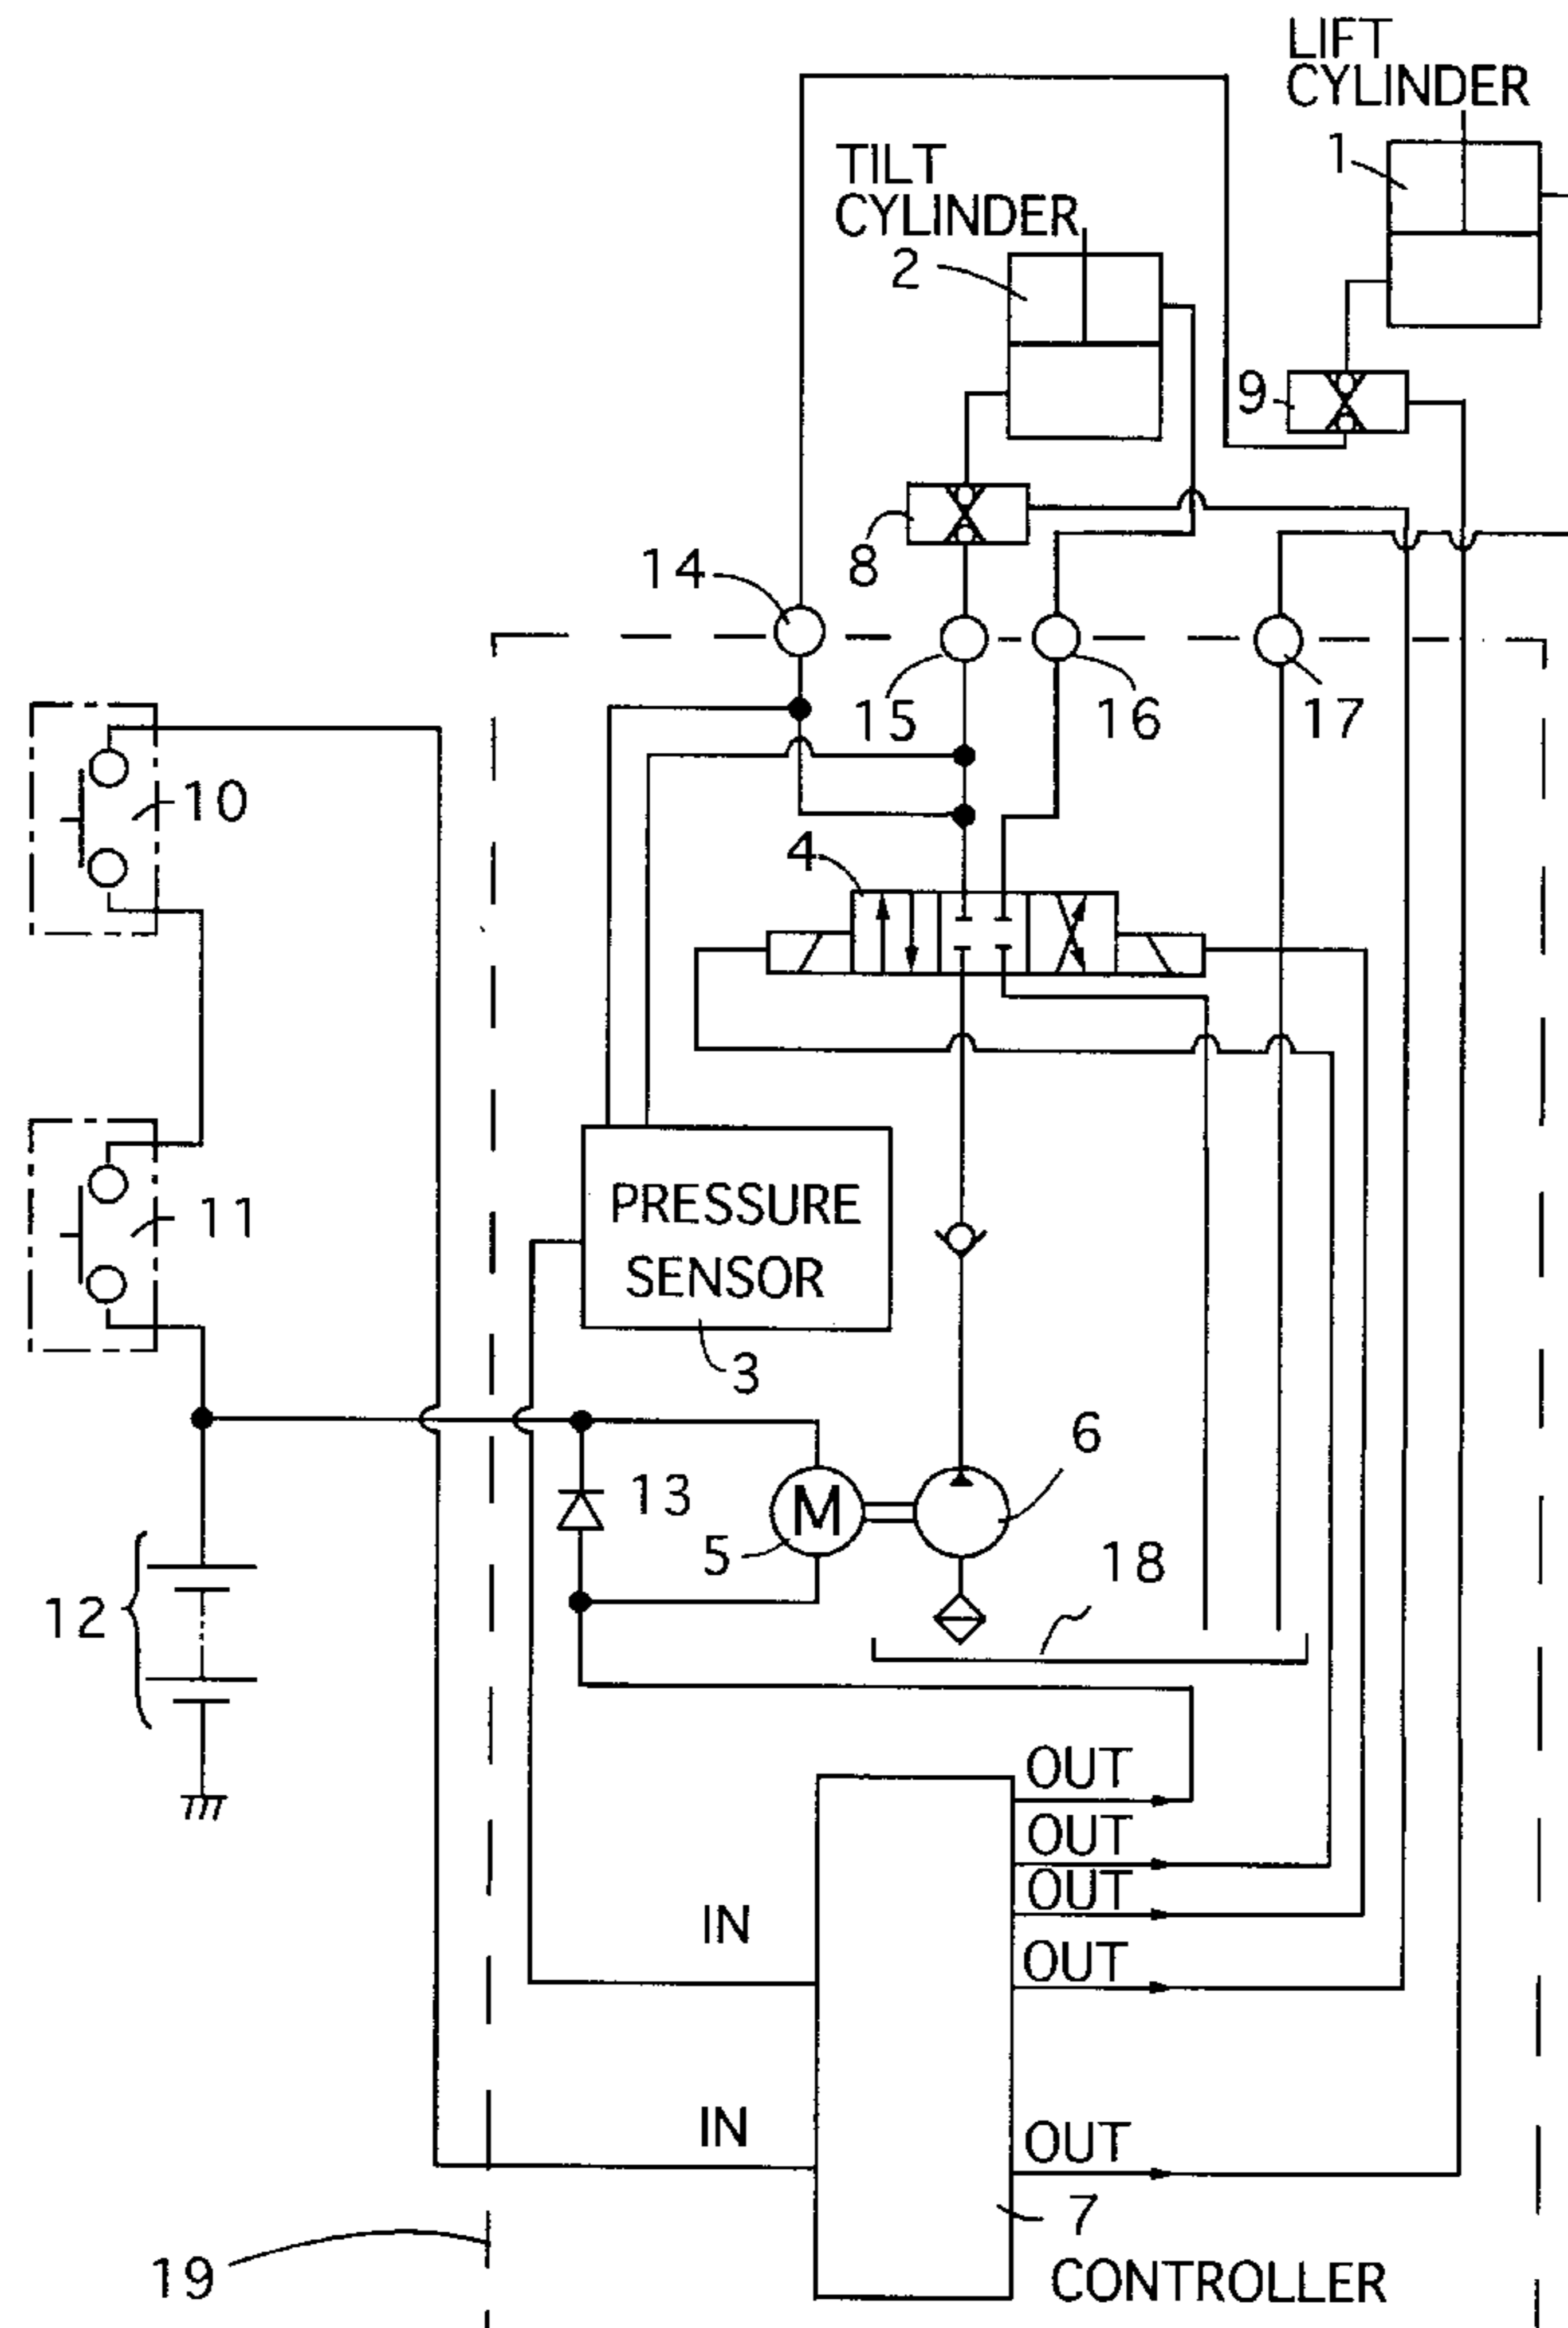 LIFT
CYLINDER
1
TILT
CYLINDER
2
9
8
14
15
16
17
10
4
11
PRESSURE
SENSOR
3
6
13
M
5
18
12
OUT
OUT
OUT
IN
OUT
IN
OUT
7
19
CONTROLLER